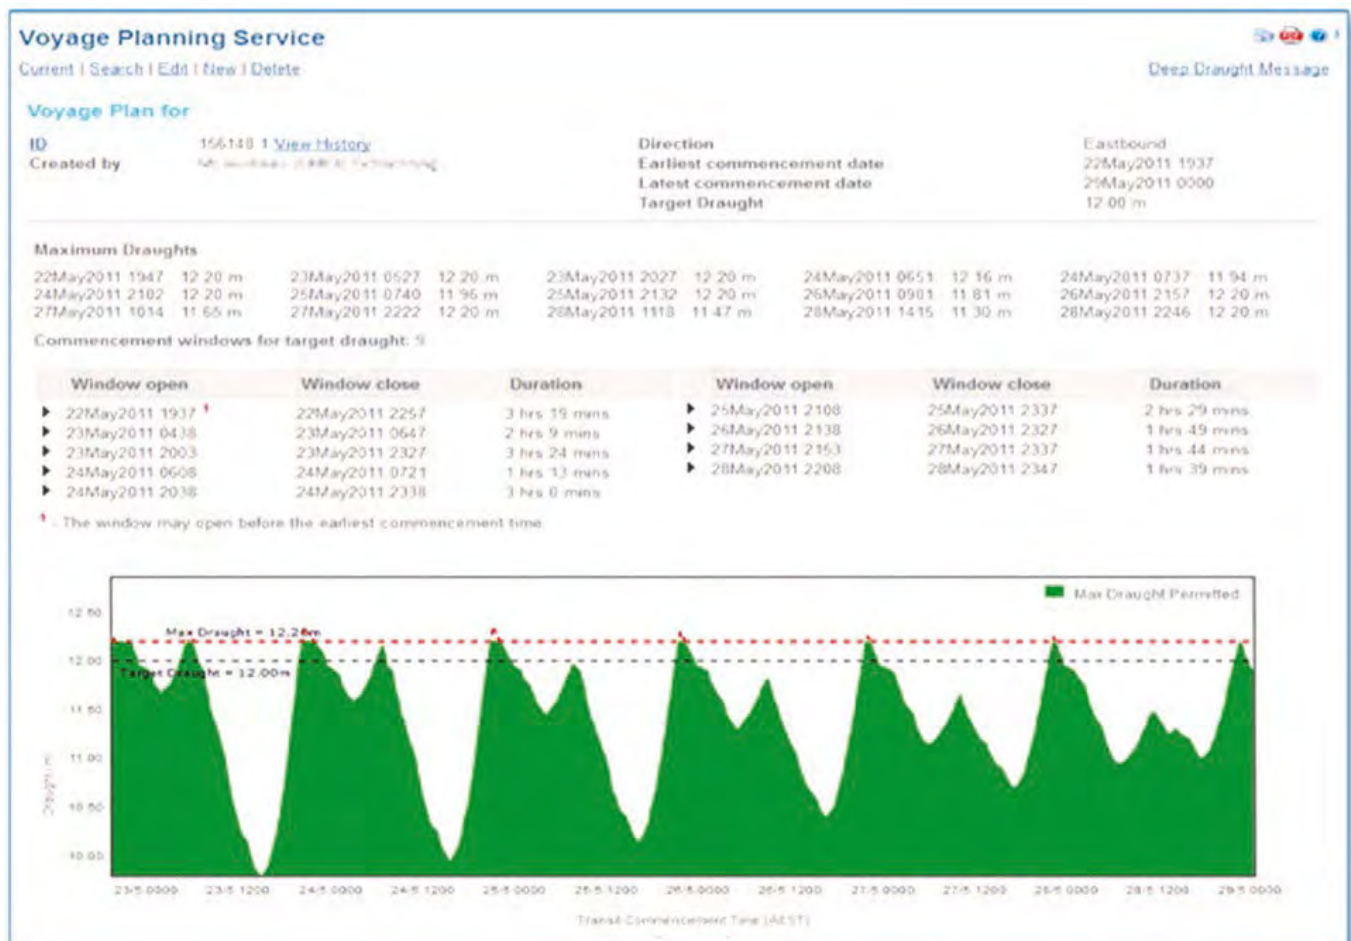 Voyage Planning Service
Current | Search | Edit | New | Delete
Deep Draught Message
Voyage Plan for
ID 156148 1 View History
Created by
Direction Eastbound
Earliest commencement date 22May2011 1937
Latest commencement date 29May2011 0000
Target Draught 12.00 m
Maximum Draughts
22May2011 1947 12.20 m 23May2011 0527 12.20 m 23May2011 2027 12.20 m 24May2011 0651 12.16 m 24May2011 0737 11.94 m
24May2011 2102 12.20 m 25May2011 0740 11.96 m 25May2011 2132 12.20 m 26May2011 0901 11.81 m 26May2011 2157 12.20 m
27May2011 1014 11.65 m 27May2011 2222 12.20 m 28May2011 1118 11.47 m 28May2011 1415 11.30 m 28May2011 2246 12.20 m
Commencement windows for target draught: 9
Window open Window close Duration Window open Window close Duration
22May2011 1937 1 22May2011 2257 3 hrs 19 mins 25May2011 2108 25May2011 2337 2 hrs 29 mins
23May2011 0438 23May2011 0647 2 hrs 9 mins 26May2011 2138 26May2011 2327 1 hrs 49 mins
23May2011 2003 23May2011 2327 3 hrs 24 mins 27May2011 2153 27May2011 2337 1 hrs 44 mins
24May2011 0608 24May2011 0721 1 hrs 13 mins 28May2011 2208 28May2011 2347 1 hrs 39 mins
24May2011 2038 24May2011 2338 3 hrs 0 mins
1 - The window may open before the earliest commencement time
Max Draught Permitted
12.50
Max Draught = 12.20m
12.00
Target Draught = 12.00m
11.50
11.00
10.50
10.00
Draught m
23/5 0000 23/5 1200 24/5 0000 24/5 1200 25/5 0000 25/5 1200 26/5 0000 26/5 1200 27/5 0000 27/5 1200 28/5 0000 28/5 1200 29/5 0000
Transit Commencement Time (AEST)